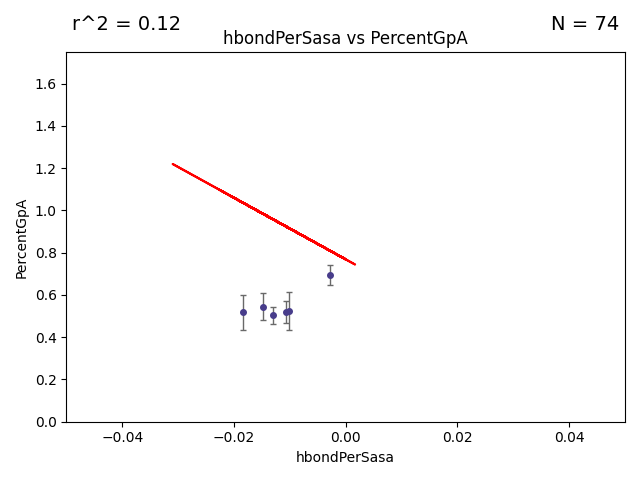 r^2 = 0.12
N = 74
hbondPerSasa vs PercentGpA
PercentGpA
1.6
1.4
1.2
1.0
0.8
0.6
0.4
0.2
0.0
−0.04 −0.02 0.00 0.02 0.04
hbondPerSasa